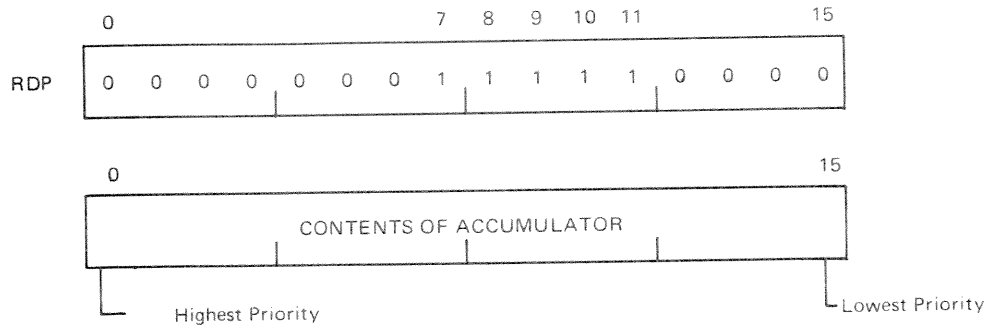 0 7 8 9 10 11 15
RDP 0 0 0 0 0 0 0 1 1 1 1 1 0 0 0 0
0 15
CONTENTS OF ACCUMULATOR
Highest Priority Lowest Priority